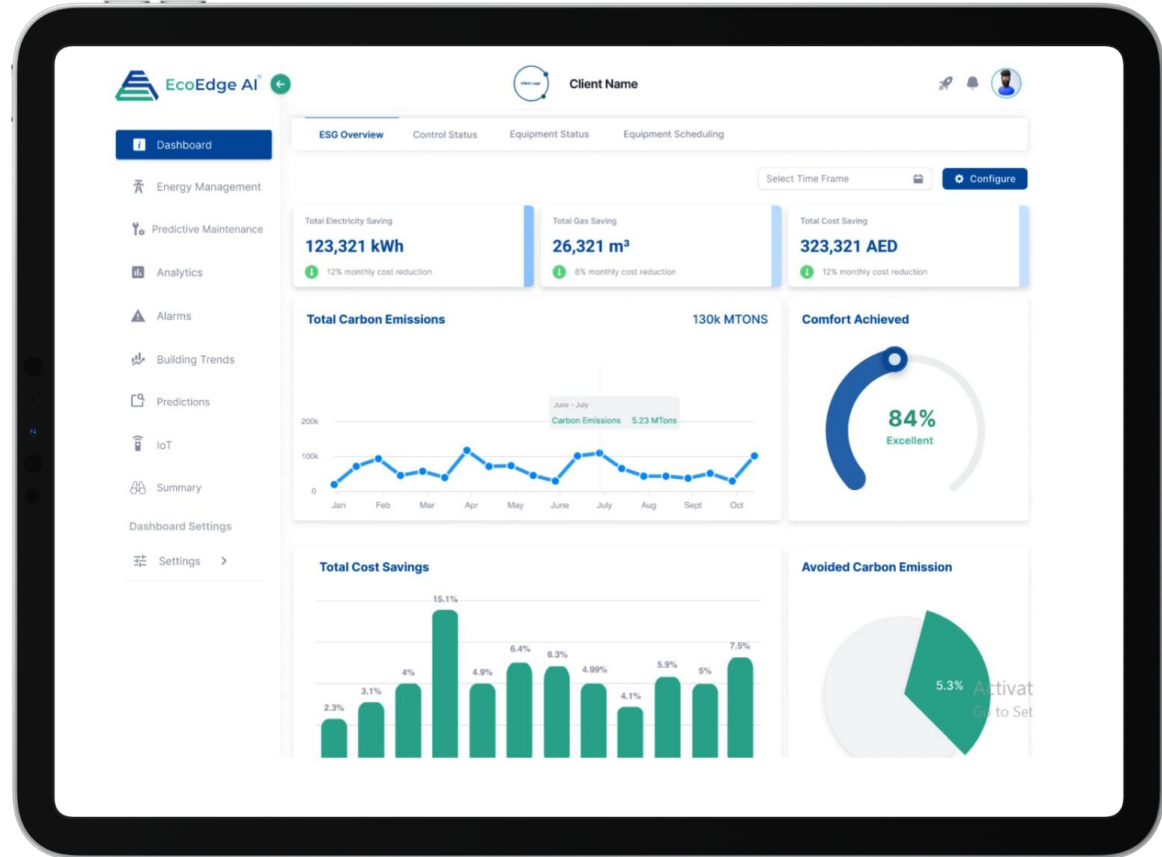 EcoEdge AI
Client Name
Dashboard
Energy Management
Predictive Maintenance
Analytics
Alarms
Building Trends
Predictions
IoT
Summary
Dashboard Settings
Settings
ESG Overview Control Status Equipment Status Equipment Scheduling
Select Time Frame Configure
Total Electricity Saving
123,321 kWh
12% monthly cost reduction
Total Gas Saving
26,321 m³
8% monthly cost reduction
Total Cost Saving
323,321 AED
12% monthly cost reduction
Total Carbon Emissions 130k MTONS
June - July
Carbon Emissions 5.23 MTons
200k
100k
0
Jan Feb Mar Apr May June July Aug Sept Oct
Comfort Achieved
84%
Excellent
Total Cost Savings
2.3% 3.1% 4% 15.1% 4.9% 6.4% 6.3% 4.99% 4.1% 5.9% 5% 7.5%
Avoided Carbon Emission
5.3%
Activat
Go to Set